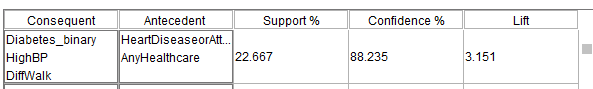 Consequent Antecedent Support % Confidence % Lift
Diabetes_binary HeartDiseaseorAtt...
HighBP AnyHealthcare 22.667 88.235 3.151
DiffWalk